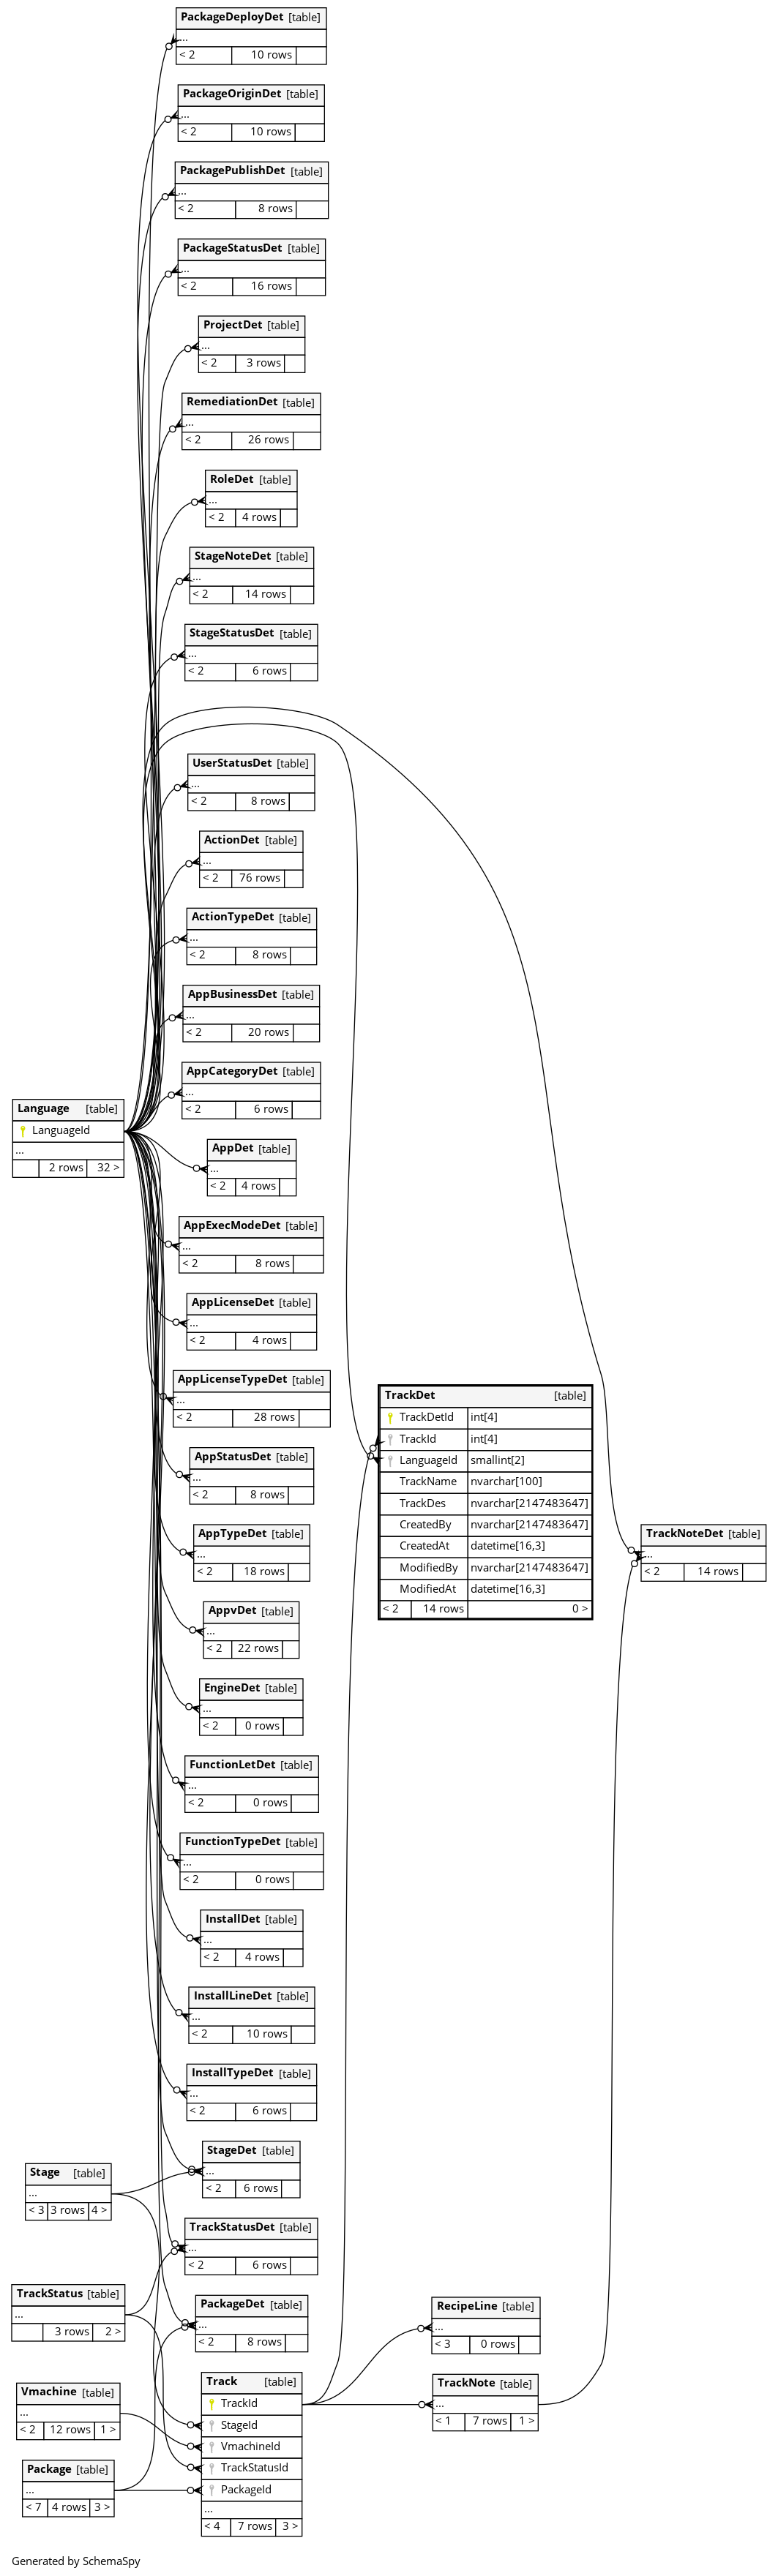 PackageDeployDet [table]
...
< 2 10 rows
PackageOriginDet [table]
...
< 2 10 rows
PackagePublishDet [table]
...
< 2 8 rows
PackageStatusDet [table]
...
< 2 16 rows
ProjectDet [table]
...
< 2 3 rows
RemediationDet [table]
...
< 2 26 rows
RoleDet [table]
...
< 2 4 rows
StageNoteDet [table]
...
< 2 14 rows
StageStatusDet [table]
...
< 2 6 rows
UserStatusDet [table]
...
< 2 8 rows
ActionDet [table]
...
< 2 76 rows
ActionTypeDet [table]
...
< 2 8 rows
AppBusinessDet [table]
...
< 2 20 rows
AppCategoryDet [table]
...
< 2 6 rows
Language [table]
LanguageId
...
2 rows 32 >
AppDet [table]
...
< 2 4 rows
AppExecModeDet [table]
...
< 2 8 rows
AppLicenseDet [table]
...
< 2 4 rows
AppLicenseTypeDet [table]
...
< 2 28 rows
TrackDet [table]
TrackDetId int[4]
TrackId int[4]
LanguageId smallint[2]
TrackName nvarchar[100]
TrackDes nvarchar[2147483647]
CreatedBy nvarchar[2147483647]
CreatedAt datetime[16,3]
ModifiedBy nvarchar[2147483647]
ModifiedAt datetime[16,3]
< 2 14 rows 0 >
AppStatusDet [table]
...
< 2 8 rows
AppTypeDet [table]
...
< 2 18 rows
TrackNoteDet [table]
...
< 2 14 rows
AppvDet [table]
...
< 2 22 rows
EngineDet [table]
...
< 2 0 rows
FunctionLetDet [table]
...
< 2 0 rows
FunctionTypeDet [table]
...
< 2 0 rows
InstallDet [table]
...
< 2 4 rows
InstallLineDet [table]
...
< 2 10 rows
InstallTypeDet [table]
...
< 2 6 rows
StageDet [table]
...
< 2 6 rows
Stage [table]
...
< 3 3 rows 4 >
TrackStatusDet [table]
...
< 2 6 rows
TrackStatus [table]
...
3 rows 2 >
PackageDet [table]
...
< 2 8 rows
RecipeLine [table]
...
< 3 0 rows
Track [table]
TrackId
StageId
VmachineId
TrackStatusId
PackageId
...
< 4 7 rows 3 >
TrackNote [table]
...
< 1 7 rows 1 >
Vmachine [table]
...
< 2 12 rows 1 >
Package [table]
...
< 7 4 rows 3 >
Generated by SchemaSpy